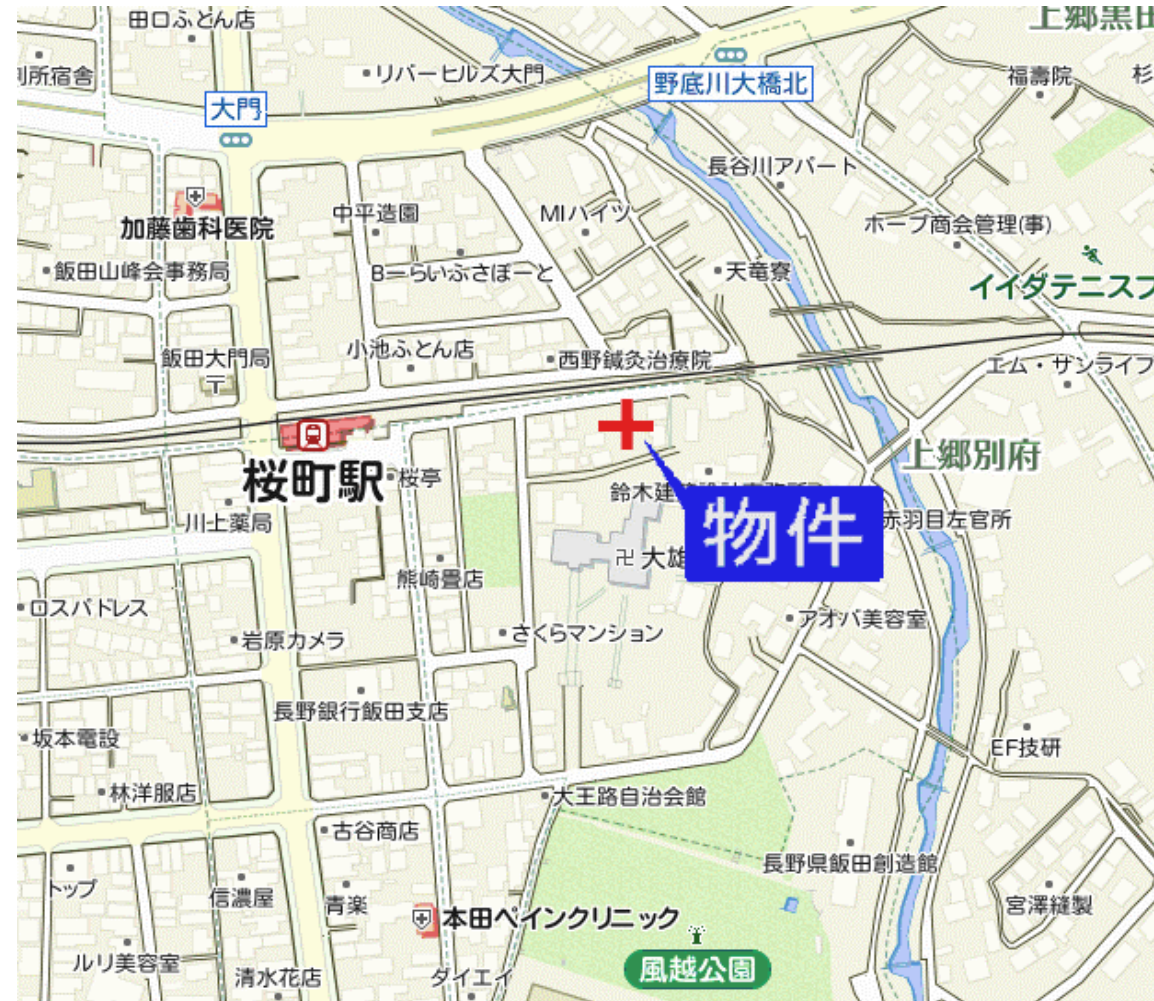 田口ふとん店
上郷黒田
リバーヒルズ大門
野底川大橋北
福壽院
大門
長谷川アパート
加藤歯科医院
中平造園
MIハイツ
ホープ商会管理(事)
飯田山峰会事務局
B－らいふさぽーと
天竜寮
イイダテニス
飯田大門局
小池ふとん店
西野鍼灸治療院
エム・サンライフ
桜町駅
桜亭
上郷別府
鈴木建
物件
川上薬局
赤羽目左官所
卍 大雄
熊崎畳店
ロスパドレス
岩原カメラ
さくらマンション
アオバ美容室
長野銀行飯田支店
坂本電設
EF技研
林洋服店
大王路自治会館
古谷商店
長野県飯田創造館
トップ
信濃屋
青楽
本田ペインクリニック
宮澤縫製
ルリ美容室
清水花店
ダイエイ
風越公園